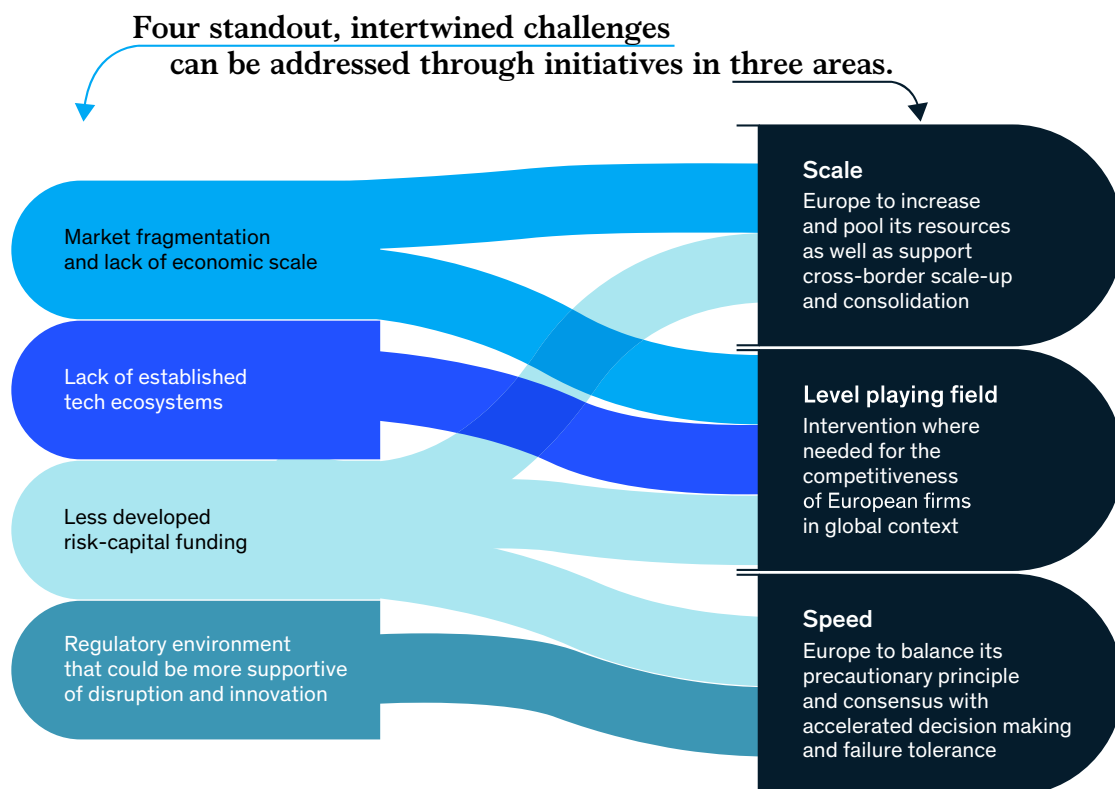 Four standout, intertwined challenges
can be addressed through initiatives in three areas.
Market fragmentation
and lack of economic scale
Lack of established
tech ecosystems
Less developed
risk-capital funding
Regulatory environment
that could be more supportive
of disruption and innovation
Scale
Europe to increase
and pool its resources
as well as support
cross-border scale-up
and consolidation
Level playing field
Intervention where
needed for the
competitiveness
of European firms
in global context
Speed
Europe to balance its
precautionary principle
and consensus with
accelerated decision making
and failure tolerance